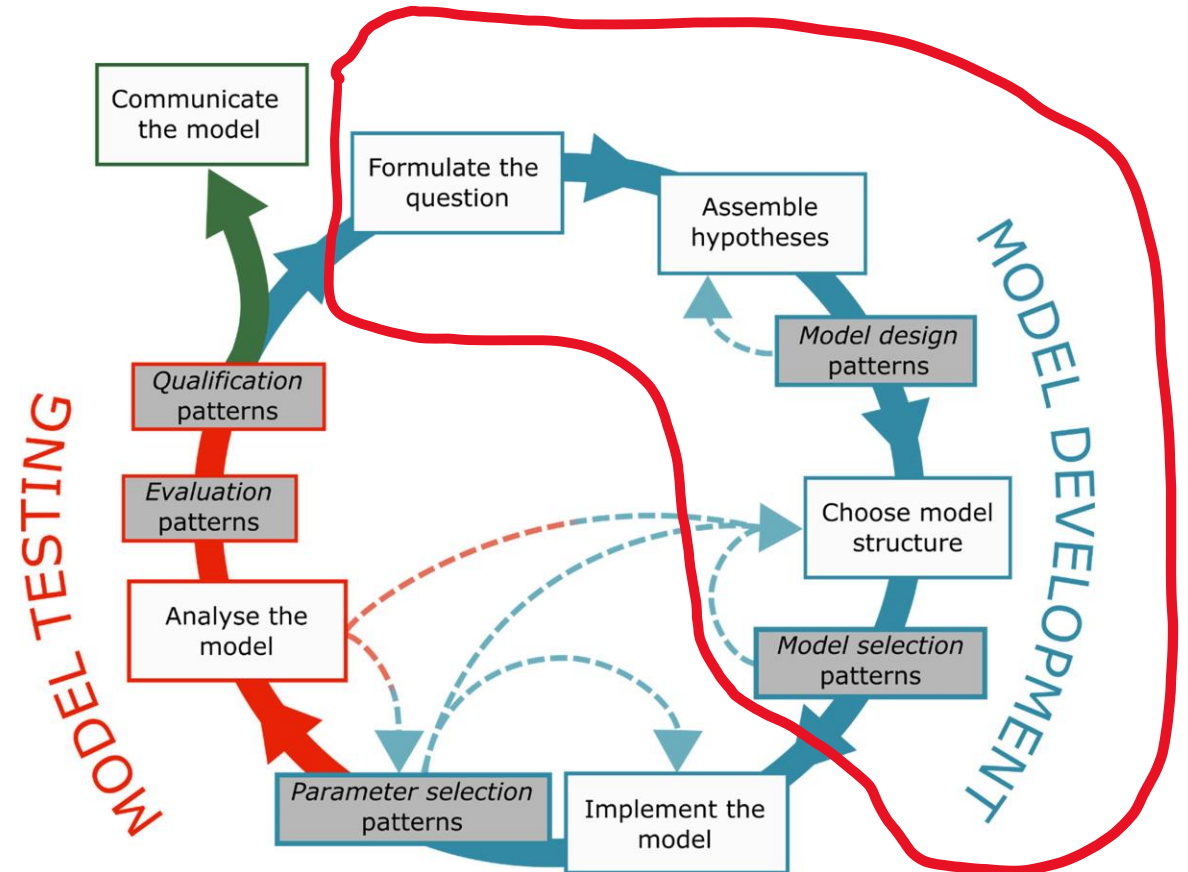 Communicate
the model
Formulate the
question
Assemble
hypotheses
Model design
patterns
Choose model
structure
Model selection
patterns
Implement the
model
Parameter selection
patterns
Analyse the
model
Evaluation
patterns
Qualification
patterns
MODEL DEVELOPMENT
MODEL TESTING